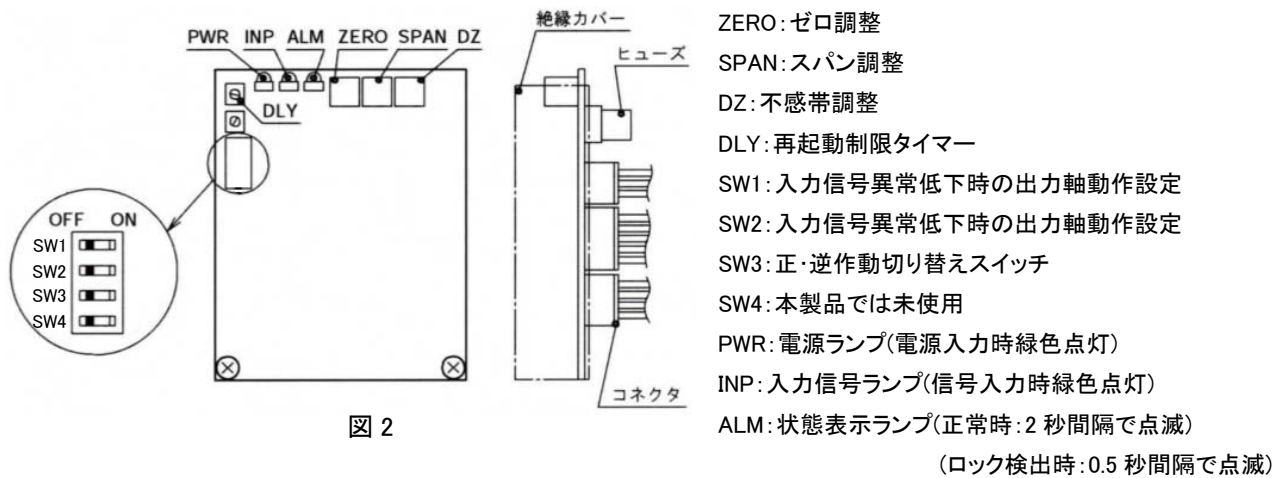 PWR INP ALM ZERO SPAN DZ
DLY
OFF ON
SW1
SW2
SW3
SW4
図 2
絶縁カバー
ヒューズ
コネクタ
ZERO:ゼロ調整
SPAN:スパン調整
DZ:不感帯調整
DLY:再起動制限タイマー
SW1:入力信号異常低下時の出力軸動作設定
SW2:入力信号異常低下時の出力軸動作設定
SW3:正・逆作動切り替えスイッチ
SW4:本製品では未使用
PWR:電源ランプ(電源入力時緑色点灯)
INP:入力信号ランプ(信号入力時緑色点灯)
ALM:状態表示ランプ(正常時:2 秒間隔で点滅)
(ロック検出時:0.5 秒間隔で点滅)